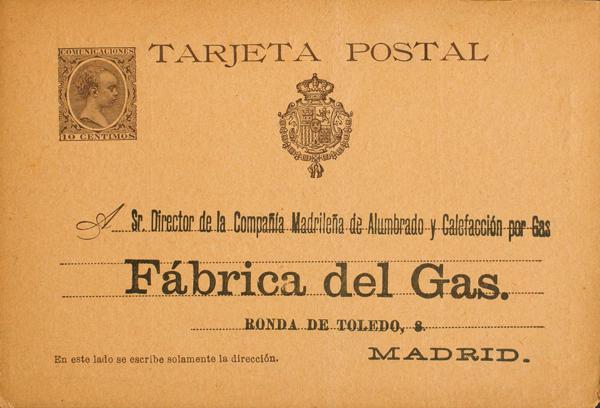 COMUNICACIONES
10 CENTIMOS
TARJETA POSTAL
A Sr. Director de la Compañía Madrileña de Alumbrado y Calefacción por Gas
Fábrica del Gas.
RONDA DE TOLEDO, 8.
MADRID.
En este lado se escribe solamente la dirección.